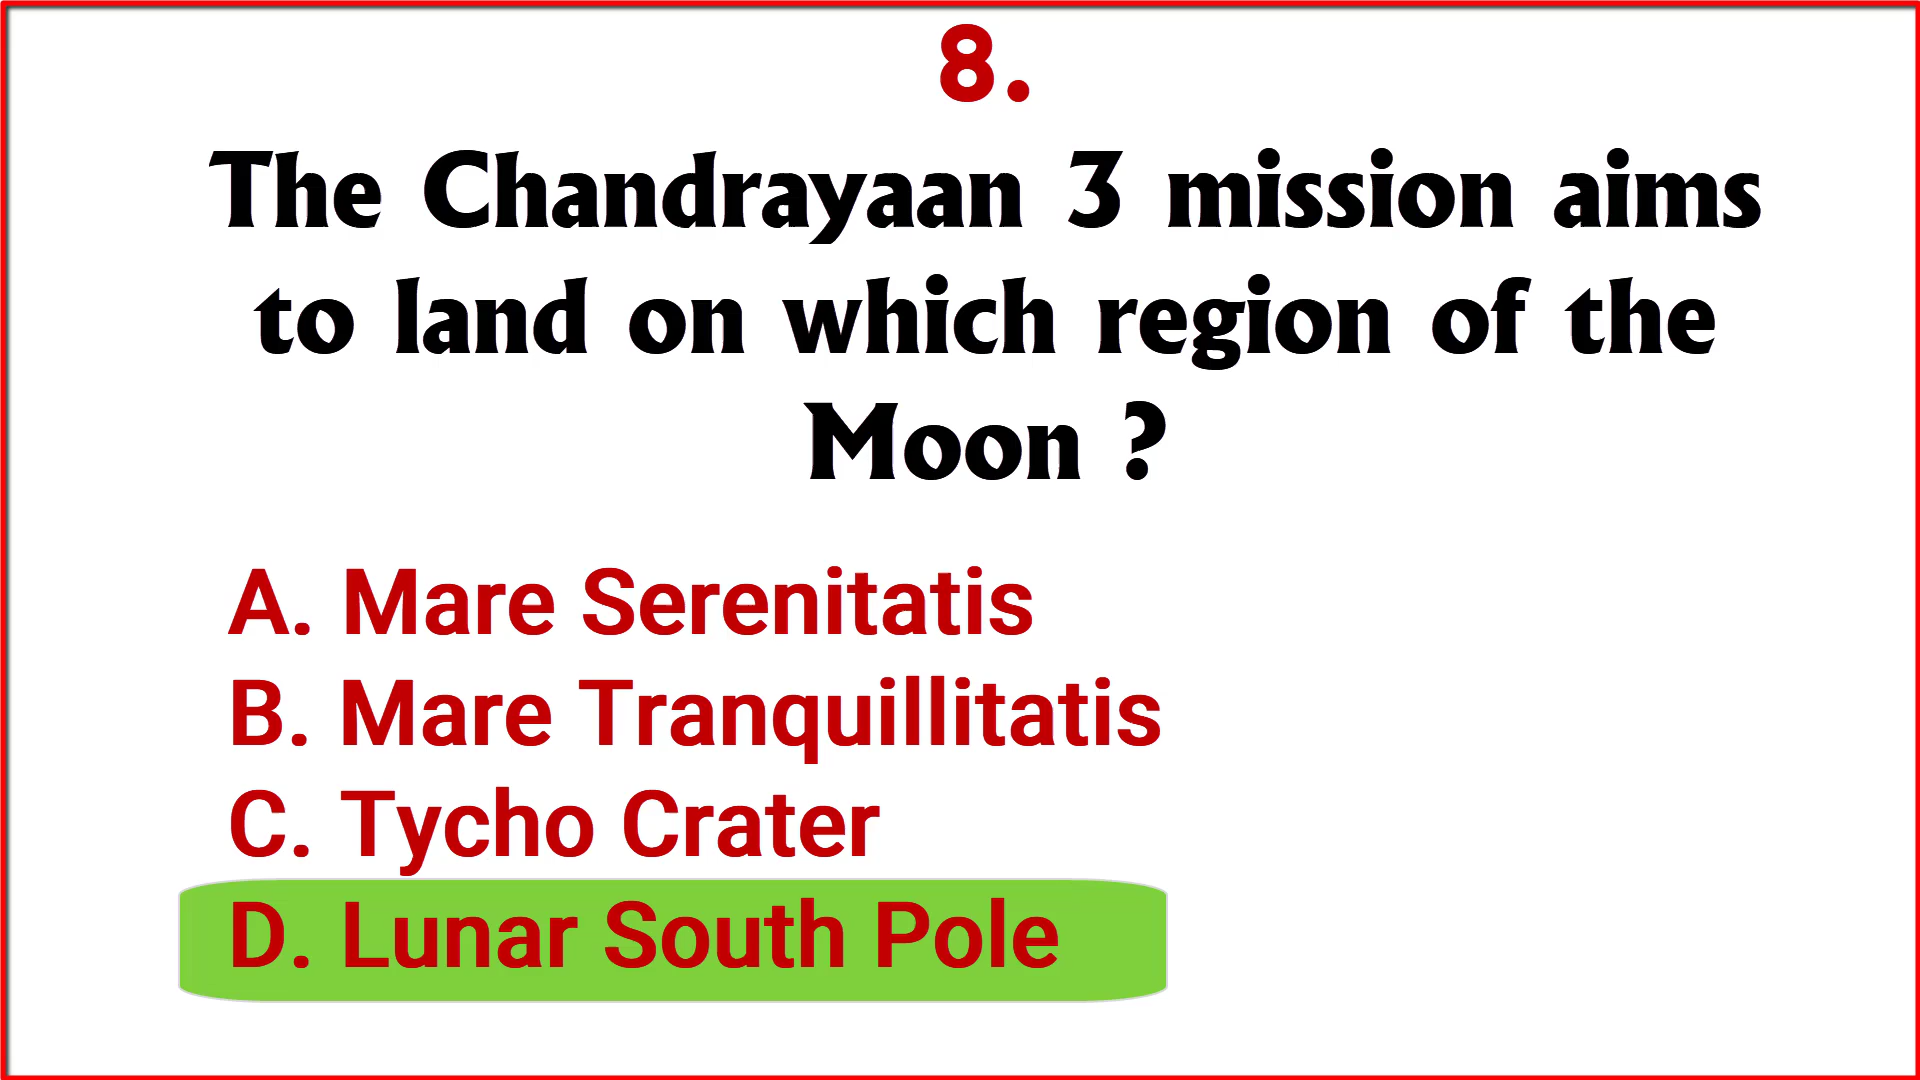 8.
The Chandrayaan 3 mission aims
to land on which region of the
Moon ?
A. Mare Serenitatis
B. Mare Tranquillitatis
C. Tycho Crater
D. Lunar South Pole